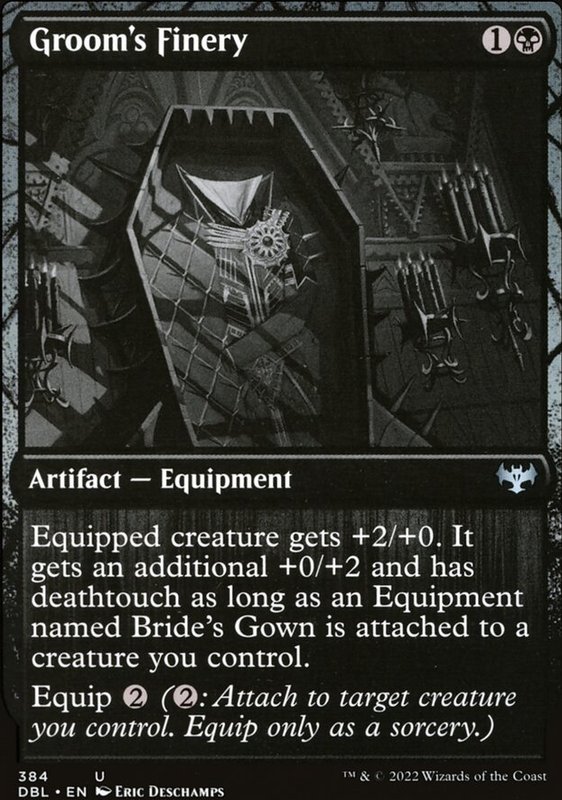 Groom's Finery 1
Artifact — Equipment
Equipped creature gets +2/+0. It
gets an additional +0/+2 and has
deathtouch as long as an Equipment
named Bride's Gown is attached to a
creature you control.
Equip 2 (2: Attach to target creature
you control. Equip only as a sorcery.)
384 U
DBL • EN Eric Deschamps
™ & © 2022 Wizards of the Coast